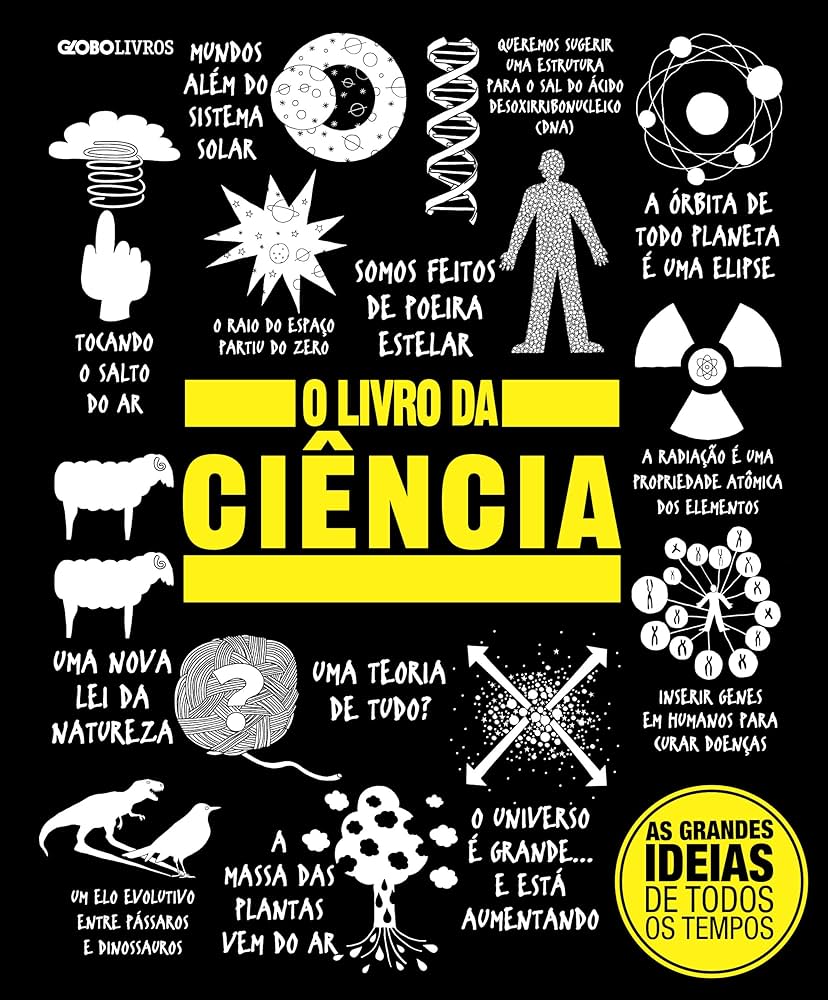 GLOBOLIVROS
MUNDOS
ALÉM DO
SISTEMA
SOLAR
QUEREMOS SUGERIR
UMA ESTRUTURA
PARA O SAL DO ÁCIDO
DESOXIRRIBONUCLEICO
(DNA)
A ÓRBITA DE
TODO PLANETA
É UMA ELIPSE
TOCANDO
O SALTO
DO AR
O RAIO DO ESPAÇO
PARTIU DO ZERO
SOMOS FEITOS
DE POEIRA
ESTELAR
O LIVRO DA
CIÊNCIA
A RADIAÇÃO É UMA
PROPRIEDADE ATÔMICA
DOS ELEMENTOS
UMA NOVA
LEI DA
NATUREZA
?
UMA TEORIA
DE TUDO?
INSERIR GENES
EM HUMANOS PARA
CURAR DOENÇAS
UM ELO EVOLUTIVO
ENTRE PÁSSAROS
E DINOSSAUROS
A
MASSA DAS
PLANTAS
VEM DO AR
O UNIVERSO
É GRANDE...
E ESTÁ
AUMENTANDO
AS GRANDES
IDEIAS
DE TODOS
OS TEMPOS